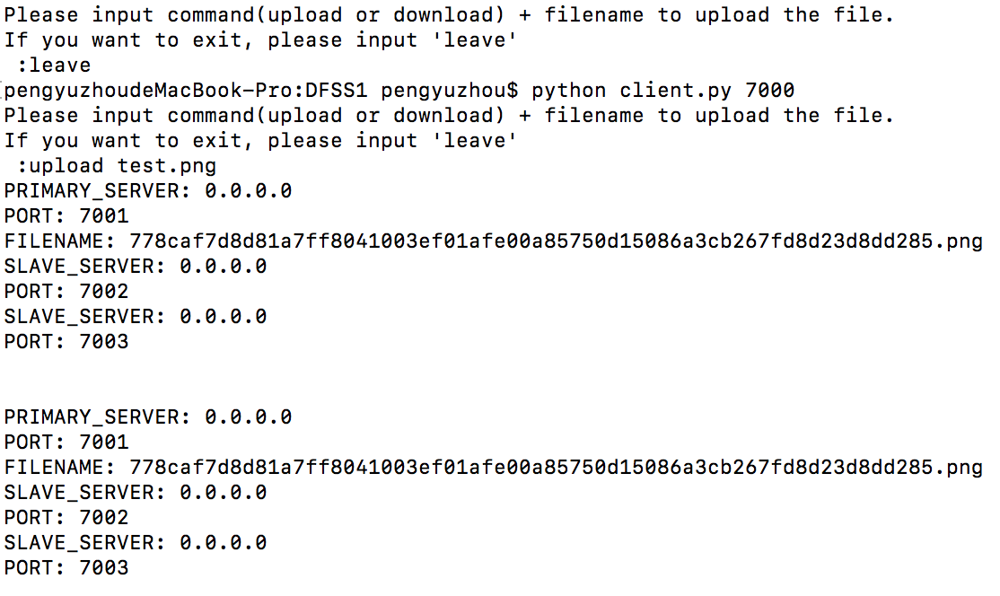 Please input command(upload or download) + filename to upload the file.
If you want to exit, please input 'leave'
:leave
[pengyuzhoudeMacBook-Pro:DFSS1 pengyuzhou$ python client.py 7000
Please input command(upload or download) + filename to upload the file.
If you want to exit, please input 'leave'
:upload test.png
PRIMARY_SERVER: 0.0.0.0
PORT: 7001
FILENAME: 778caf7d8d81a7ff8041003ef01afe00a85750d15086a3cb267fd8d23d8dd285.png
SLAVE_SERVER: 0.0.0.0
PORT: 7002
SLAVE_SERVER: 0.0.0.0
PORT: 7003
PRIMARY_SERVER: 0.0.0.0
PORT: 7001
FILENAME: 778caf7d8d81a7ff8041003ef01afe00a85750d15086a3cb267fd8d23d8dd285.png
SLAVE_SERVER: 0.0.0.0
PORT: 7002
SLAVE_SERVER: 0.0.0.0
PORT: 7003